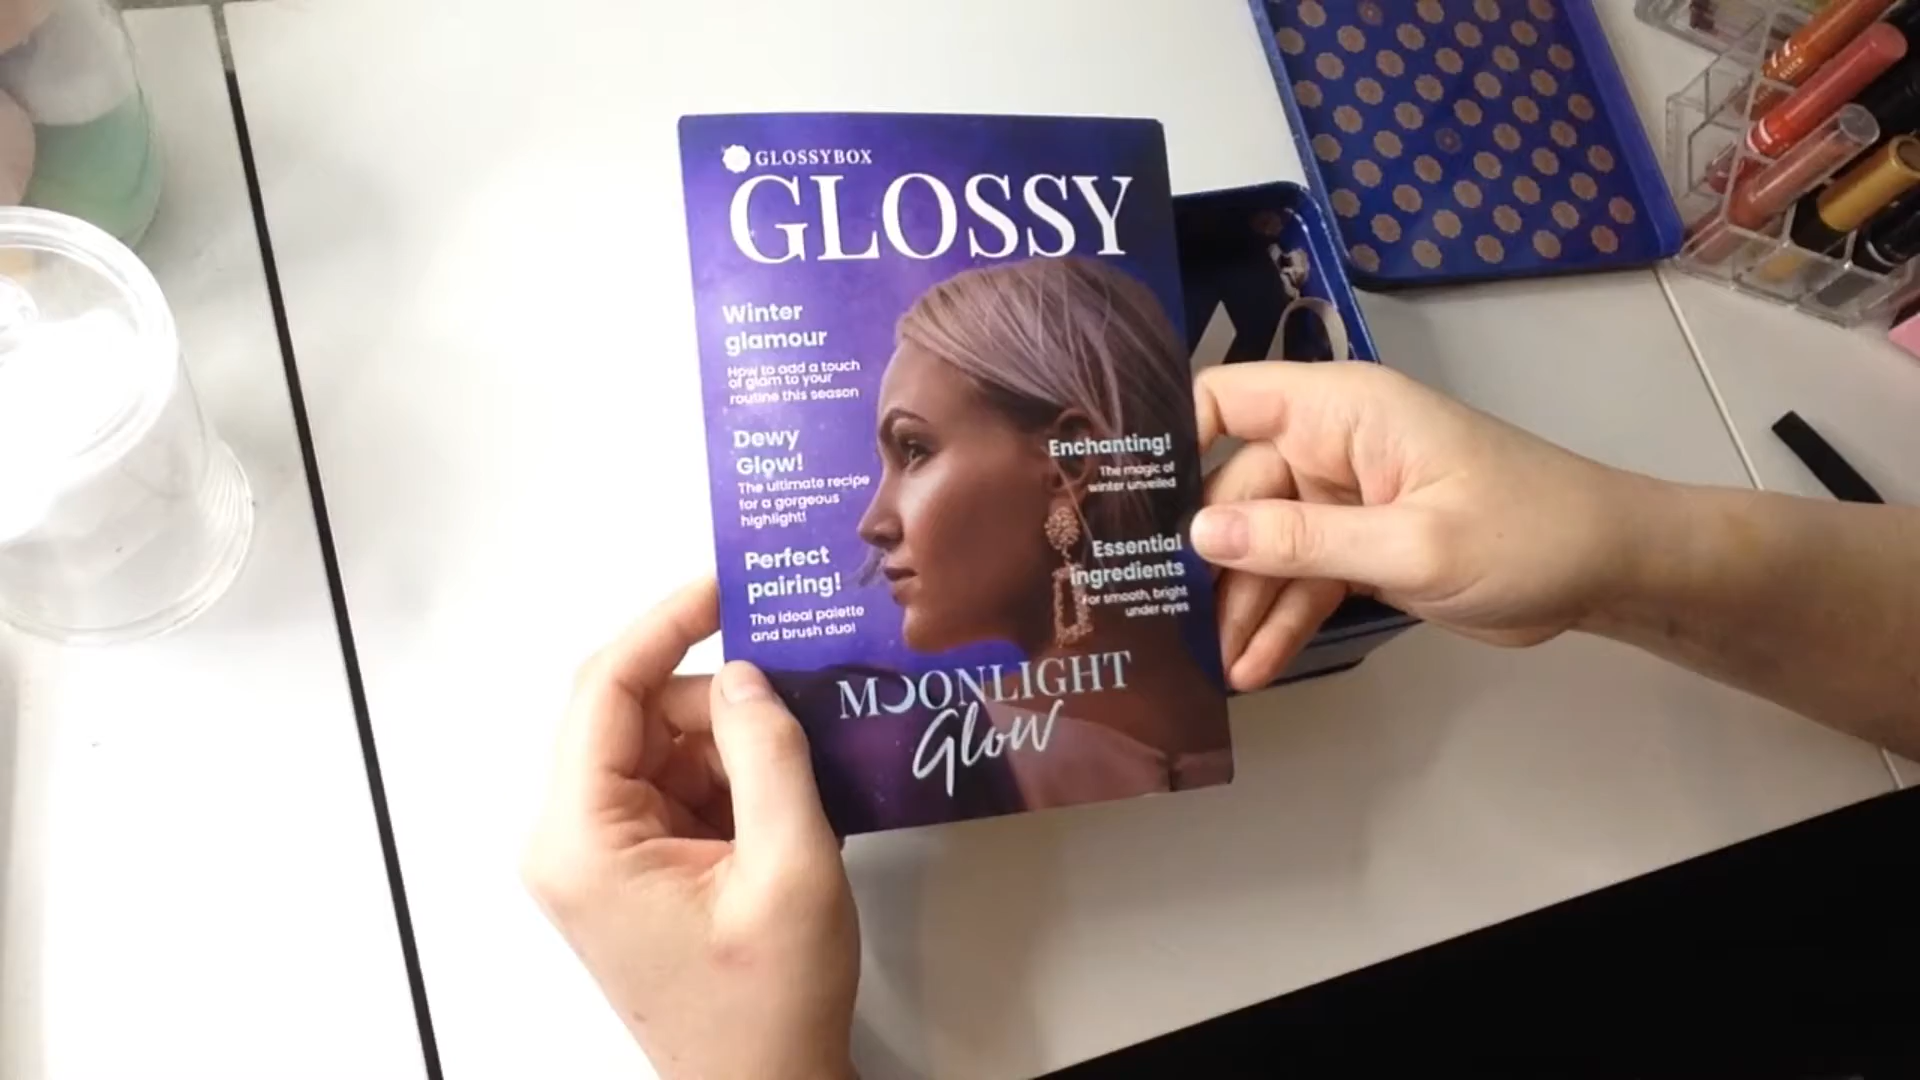 GLOSSYBOX
GLOSSY
Winter
glamour
How to add a touch
of glam to your
routine this season
Dewy
Glow!
The ultimate recipe
for a gorgeous
highlight!
Perfect
pairing!
The ideal palette
and brush duo!
Enchanting!
The magic of
winter unveiled
Essential
ingredients
For smooth, bright
under eyes
MOONLIGHT
Glow